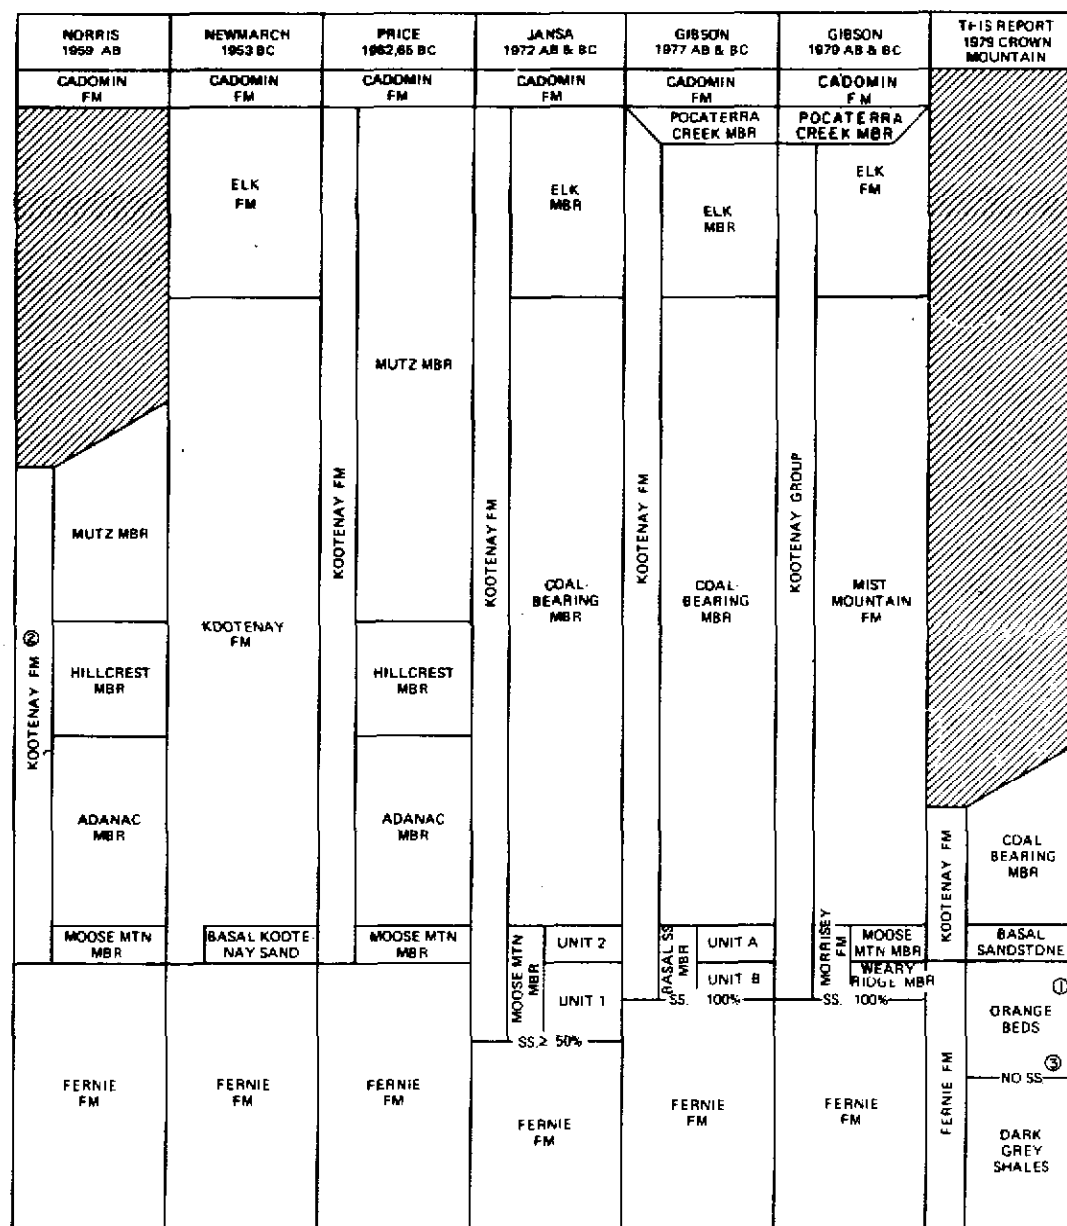 NORRIS
1959 AB
NEWMARCH
1953 BC
PRICE
1962,65 BC
JANSA
1972 AB & BC
GIBSON
1977 AB & BC
GIBSON
1979 AB & BC
THIS REPORT
1979 CROWN
MOUNTAIN
CADOMIN
FM
CADOMIN
FM
CADOMIN
FM
CADOMIN
FM
CADOMIN
FM
CADOMIN
FM
KOOTENAY FM ②
MUTZ MBR
HILLCREST
MBR
ADANAC
MBR
MOOSE MTN
MBR
FERNIE
FM
ELK
FM
KOOTENAY
FM
BASAL KOOTE-
NAY SAND
FERNIE
FM
KOOTENAY FM
MUTZ MBR
HILLCREST
MBR
ADANAC
MBR
MOOSE MTN
MBR
FERNIE
FM
KOOTENAY FM
ELK
MBR
COAL-
BEARING
MBR
MOOSE MTN
MBR
UNIT 2
UNIT 1
SS.≥ 50%
FERNIE
FM
POCATERRA
CREEK MBR
KOOTENAY FM
ELK
MBR
COAL-
BEARING
MBR
BASAL SS
MBR
UNIT A
UNIT B
SS. 100%
FERNIE
FM
POCATERRA
CREEK MBR
KOOTENAY GROUP
ELK
FM
MIST
MOUNTAIN
FM
MORRISSEY
FM
MOOSE
MTN MBR
WEARY
RIDGE MBR
SS. 100%
FERNIE
FM
KOOTENAY FM
COAL
BEARING
MBR
BASAL
SANDSTONE
FERNIE FM
①
ORANGE
BEDS
NO SS ③
DARK
GREY
SHALES